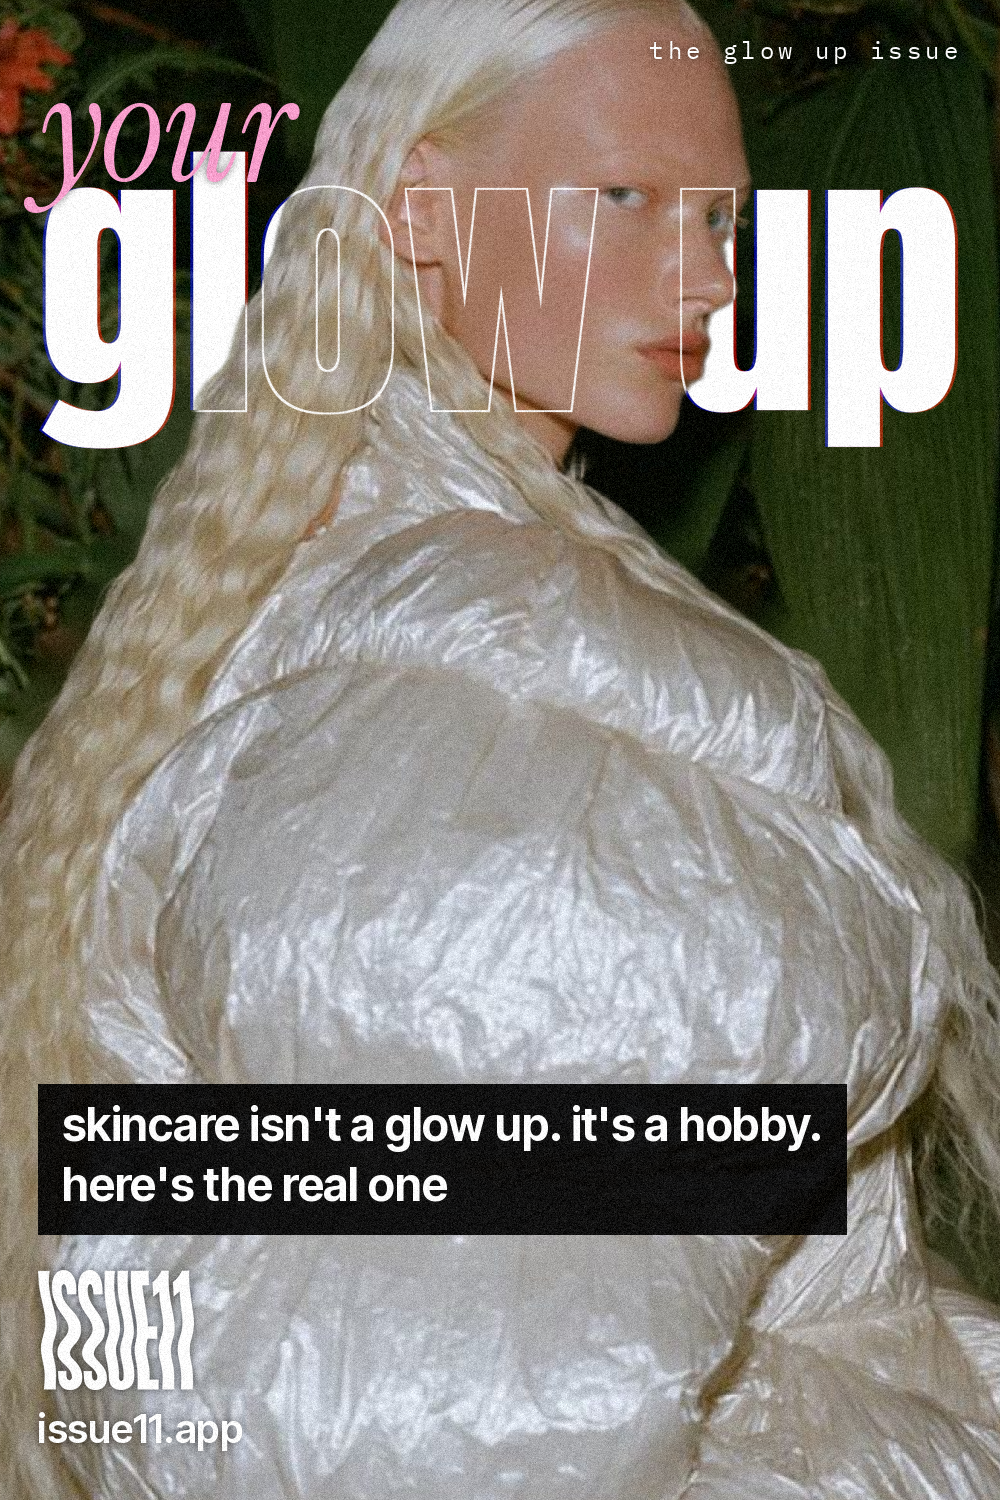 the glow up issue
your
glow up
skincare isn't a glow up. it's a hobby.
here's the real one
ISSUE11
issue11.app